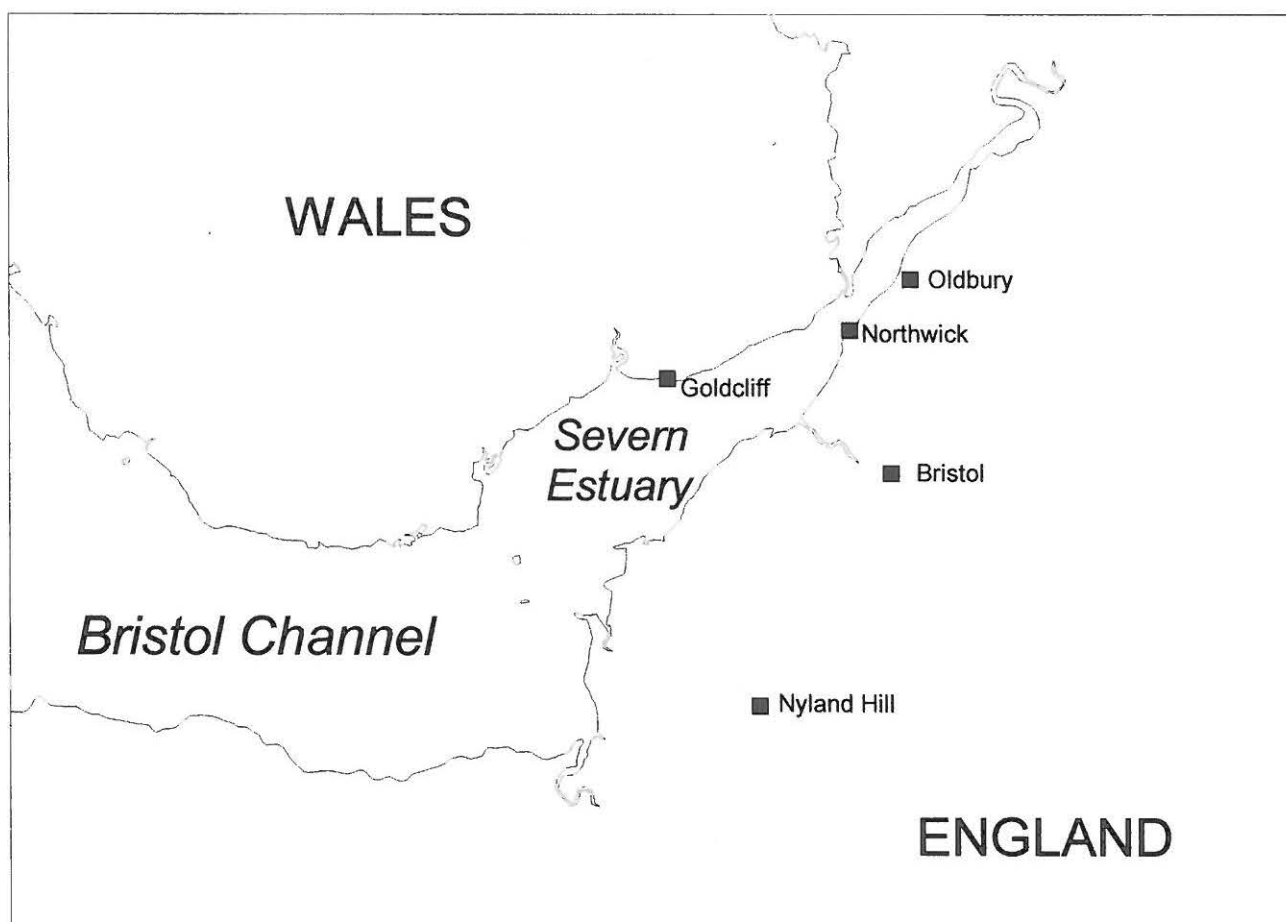 WALES
Oldbury
Northwick
Goldcliff
Severn
Estuary
Bristol
Bristol Channel
Nyland Hill
ENGLAND